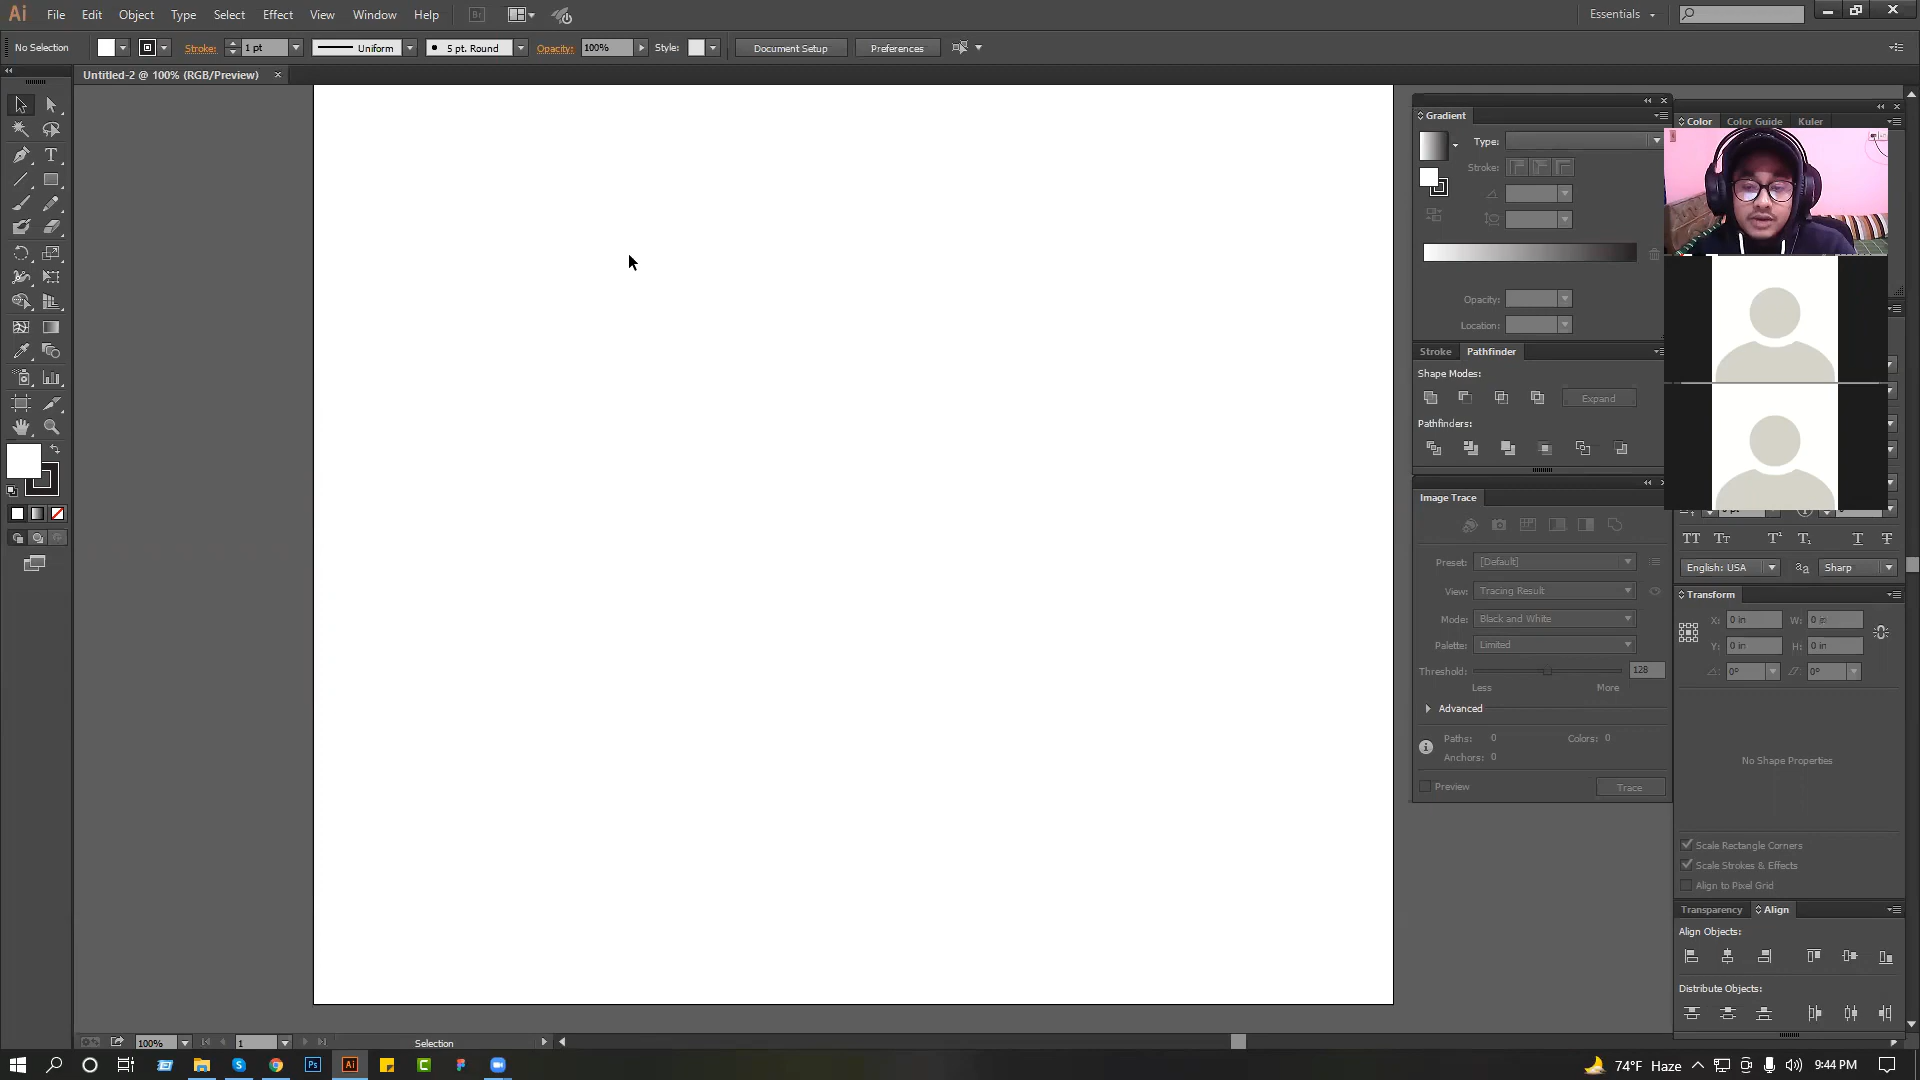 Ai File Edit Object Type Select Effect View Window Help Br Essentials
No Selection Stroke: 1 pt Uniform 5 pt. Round Opacity: 100% Style: Document Setup Preferences
Untitled-2 @ 100% (RGB/Preview)
Gradient
Type:
Stroke:
Opacity:
Location:
Color Color Guide Kuler
Stroke Pathfinder
Shape Modes:
Expand
Pathfinders:
Image Trace
Preset: [Default]
View: Tracing Result
Mode: Black and White
Palette: Limited
Threshold: 128
Less More
Advanced
Paths: 0 Colors: 0
Anchors: 0
Preview Trace
English: USA Sharp
Transform
X: 0 in W: 0 in
Y: 0 in H: 0 in
0° 0°
No Shape Properties
Scale Rectangle Corners
Scale Strokes & Effects
Align to Pixel Grid
Transparency Align
Align Objects:
Distribute Objects:
100% 1 Selection
Ps Ai 74°F Haze 9:44 PM